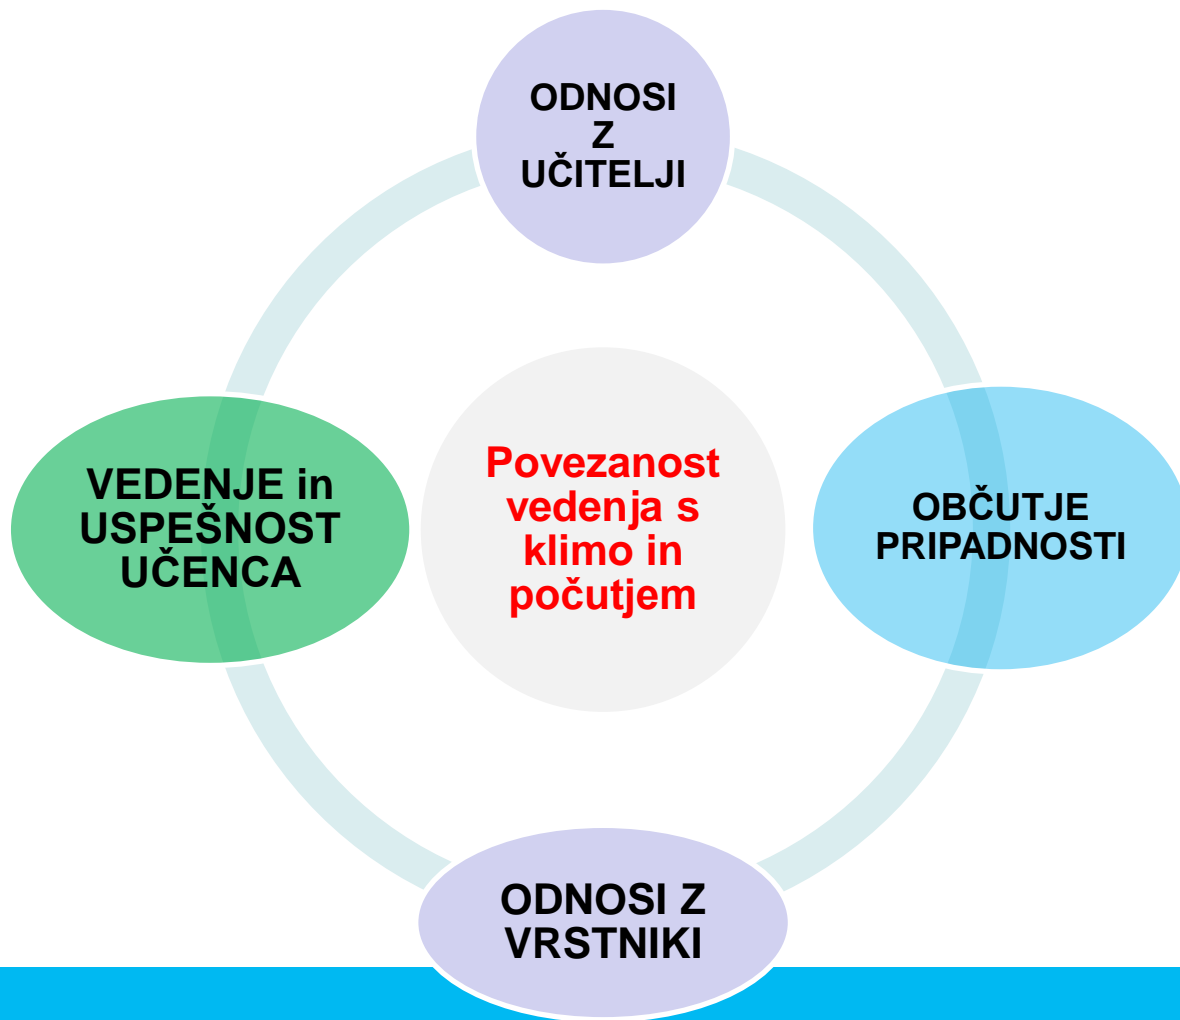 ODNOSI
Z
UČITELJI
VEDENJE in
USPEŠNOST
UČENCA
Povezanost
vedenja s
klimo in
počutjem
OBČUTJE
PRIPADNOSTI
ODNOSI Z
VRSTNIKI